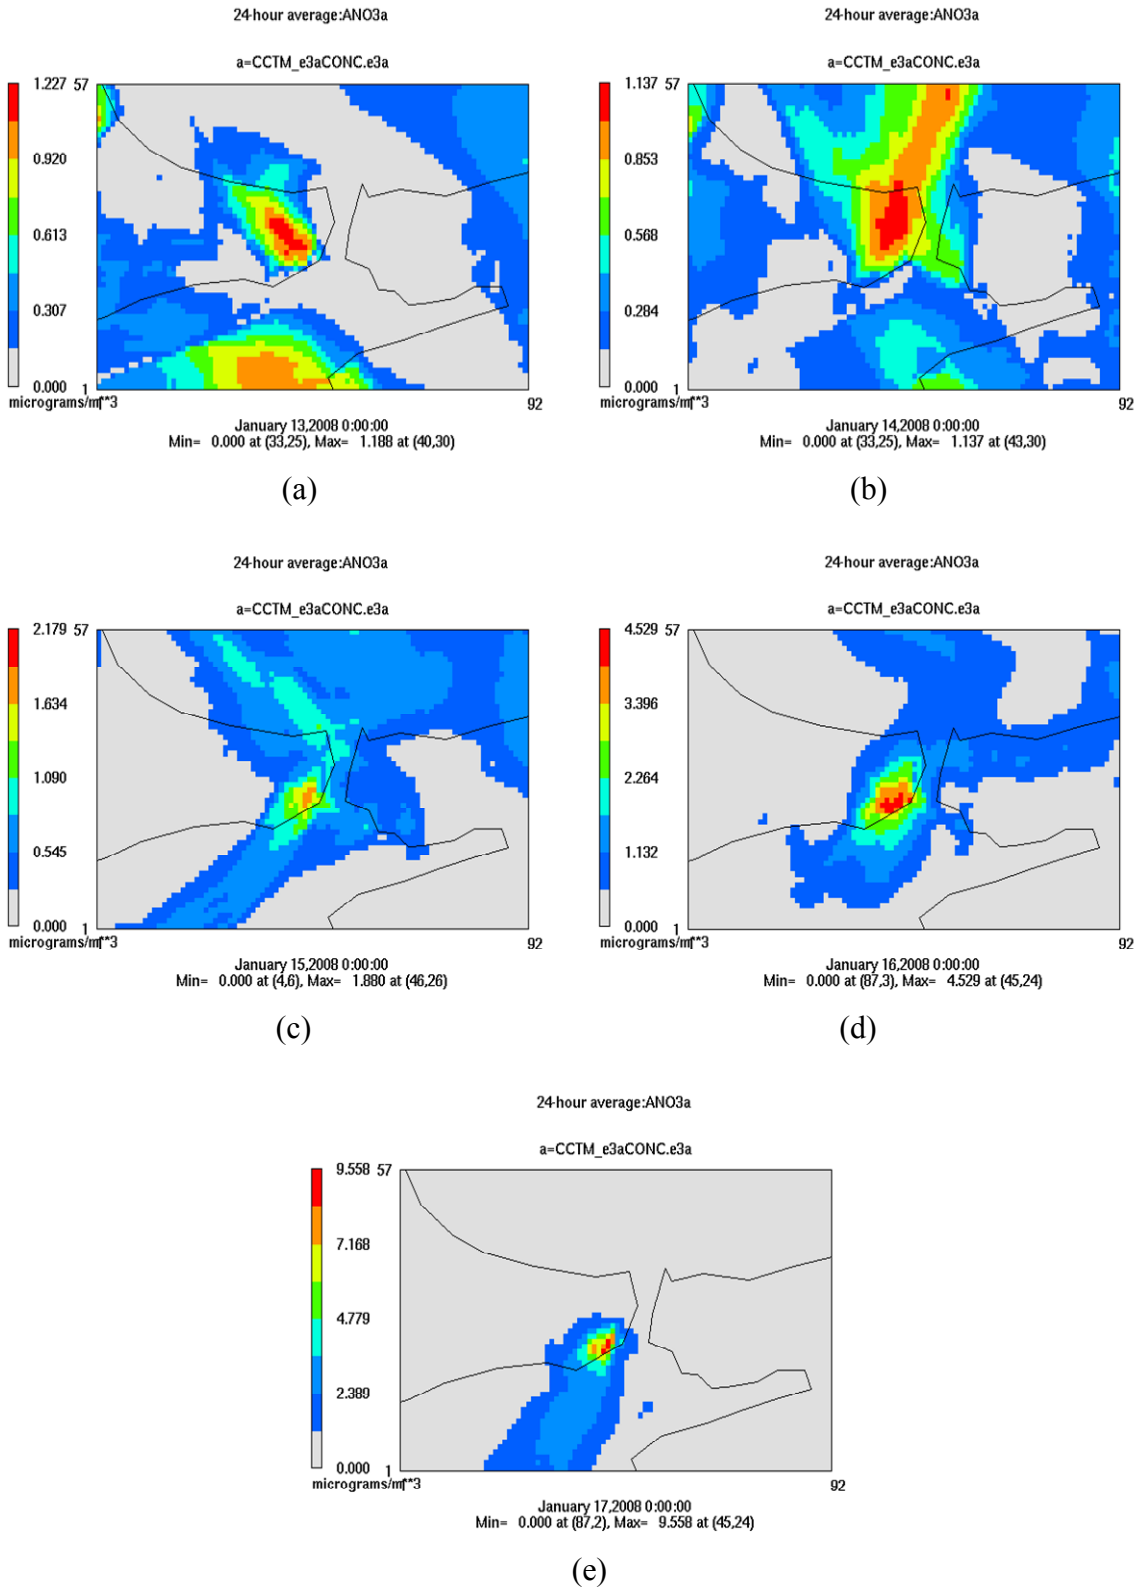 24-hour average:ANO3a
a=CCTM_e3aCONC.e3a
1.227 57
0.920
0.613
0.307
0.000 1
micrograms/m**3
92
January 13,2008 0:00:00
Min= 0.000 at (33,25), Max= 1.188 at (40,30)
(a)
24-hour average:ANO3a
a=CCTM_e3aCONC.e3a
1.137 57
0.853
0.568
0.284
0.000 1
micrograms/m**3
92
January 14,2008 0:00:00
Min= 0.000 at (33,25), Max= 1.137 at (43,30)
(b)
24-hour average:ANO3a
a=CCTM_e3aCONC.e3a
2.179 57
1.634
1.090
0.545
0.000 1
micrograms/m**3
92
January 15,2008 0:00:00
Min= 0.000 at (4,6), Max= 1.880 at (46,26)
(c)
24-hour average:ANO3a
a=CCTM_e3aCONC.e3a
4.529 57
3.396
2.264
1.132
0.000 1
micrograms/m**3
92
January 16,2008 0:00:00
Min= 0.000 at (87,3), Max= 4.529 at (45,24)
(d)
24-hour average:ANO3a
a=CCTM_e3aCONC.e3a
9.558 57
7.168
4.779
2.389
0.000 1
micrograms/m**3
92
January 17,2008 0:00:00
Min= 0.000 at (87,2), Max= 9.558 at (45,24)
(e)